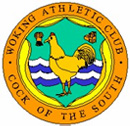 WOKING ATHLETIC CLUB
COCK OF THE SOUTH